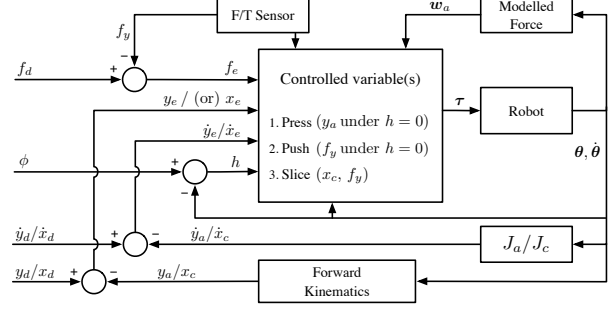 F/T Sensor
w_a
Modelled
Force
f_y
−
f_d
+
f_e
Controlled variable(s)
y_e / (or) x_e
1. Press (y_a under h = 0)
τ
Robot
ẏ_e/ẋ_e
2. Push (f_y under h = 0)
θ, θ̇
ϕ
+
h
3. Slice (x_c, f_y)
−
ẏ_d/ẋ_d
+
−
ẏ_a/ẋ_c
J_a/J_c
y_d/x_d
+
−
y_a/x_c
Forward
Kinematics